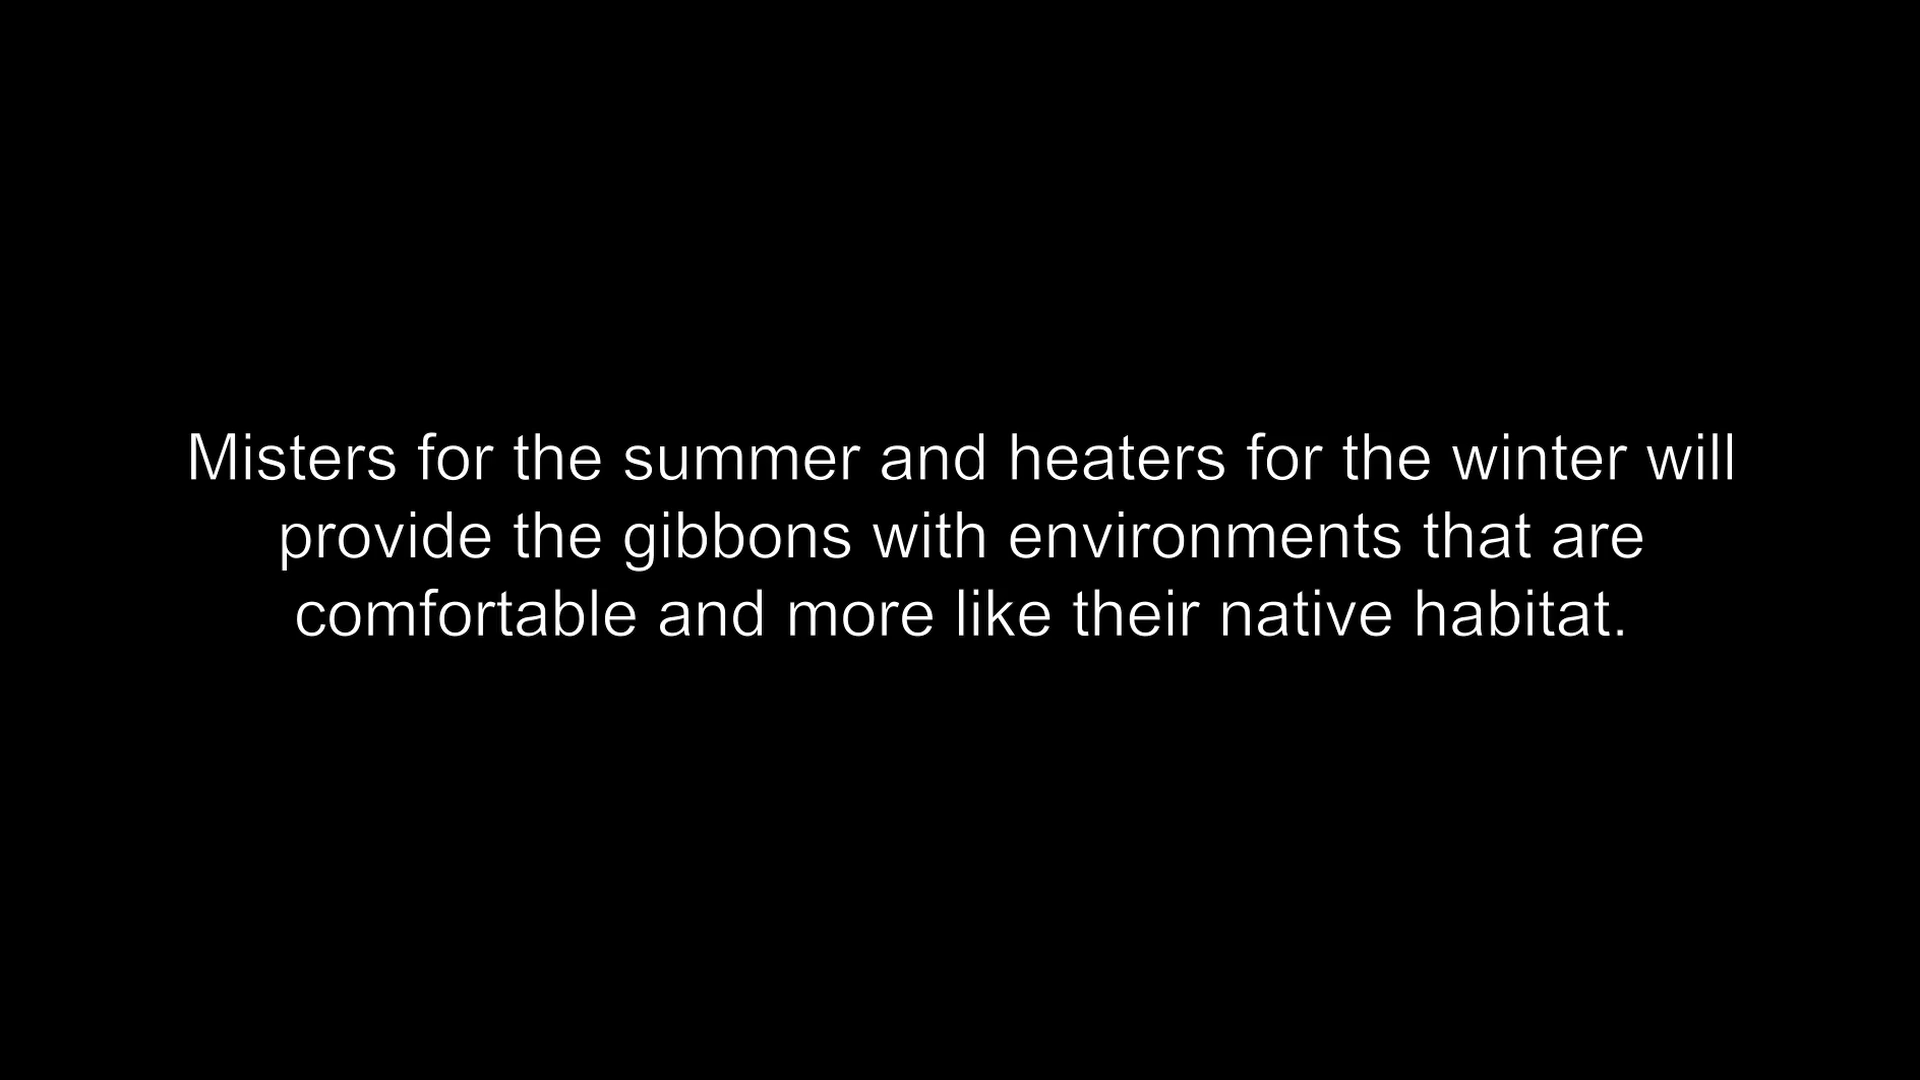 Misters for the summer and heaters for the winter will
provide the gibbons with environments that are
comfortable and more like their native habitat.